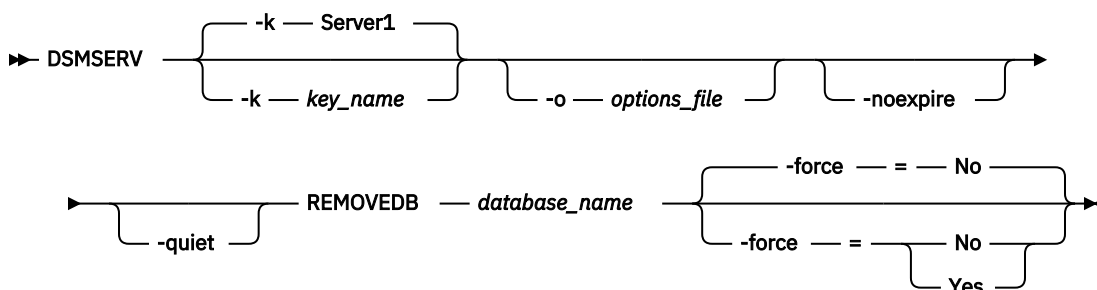 -k Server1
DSMSERV
-k key_name
-o options_file
-noexpire
-force = No
REMOVEDB database_name
-quiet
-force = No
Yes